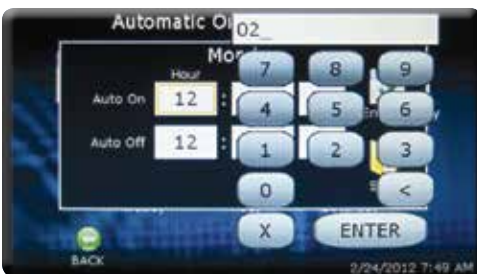 Automatic O
02_
Mo
7 8 9
Hour
Auto On 12 : 4 5 6
Auto Off 12 : 1 2 3
0 <
X ENTER
BACK
2/24/2012 7:49 AM